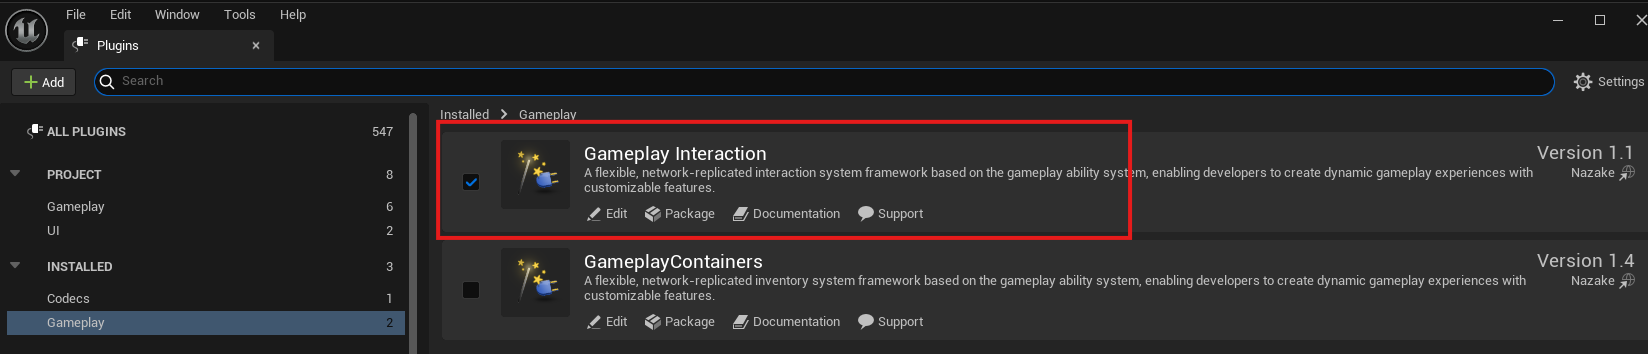 File Edit Window Tools Help
Plugins
Add Search Settings
ALL PLUGINS 547
PROJECT 8
Gameplay 6
UI 2
INSTALLED 3
Codecs 1
Gameplay 2
Installed > Gameplay
Gameplay Interaction Version 1.1
A flexible, network-replicated interaction system framework based on the gameplay ability system, enabling developers to create dynamic gameplay experiences with Nazake
customizable features.
Edit Package Documentation Support
GameplayContainers Version 1.4
A flexible, network-replicated inventory system framework based on the gameplay ability system, enabling developers to create dynamic gameplay experiences with Nazake
customizable features.
Edit Package Documentation Support